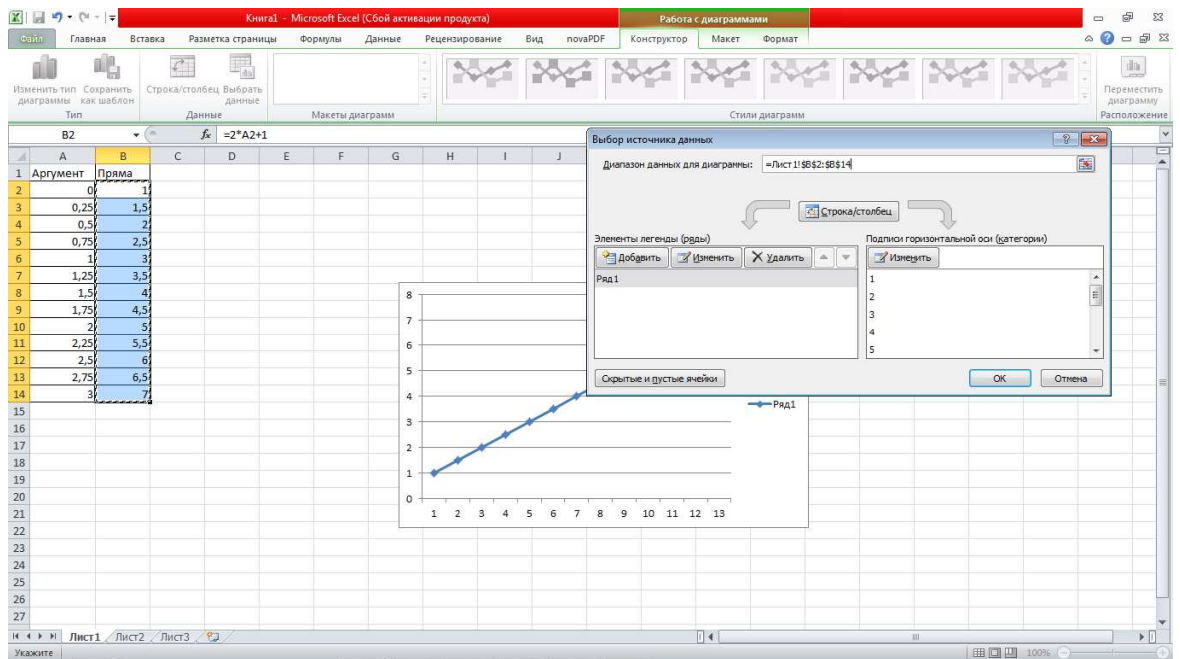 Книга1 - Microsoft Excel (Сбой активации продукта)
Работа с диаграммами
Файл Главная Вставка Разметка страницы Формулы Данные Рецензирование Вид novaPDF Конструктор Макет Формат
Изменить тип диаграммы
Сохранить как шаблон
Строка/столбец
Выбрать данные
Переместить диаграмму
Тип Данные Макеты диаграмм Стили диаграмм Расположение
B2 fx =2*A2+1
A B C D E F G H I J
1 Аргумент Пряма
2 0 1
3 0,25 1,5
4 0,5 2
5 0,75 2,5
6 1 3
7 1,25 3,5
8 1,5 4
9 1,75 4,5
10 2 5
11 2,25 5,5
12 2,5 6
13 2,75 6,5
14 3 7
15
16
17
18
19
20
21
22
23
24
25
26
27
Выбор источника данных
Диапазон данных для диаграммы: =Лист1!$B$2:$B$14
Строка/столбец
Элементы легенды (ряды)
Добавить Изменить Удалить
Ряд1
Подписи горизонтальной оси (категории)
Изменить
1
2
3
4
5
Скрытые и пустые ячейки
OK Отмена
8
7
6
5
4
3
2
1
0
1 2 3 4 5 6 7 8 9 10 11 12 13
Ряд1
Лист1 Лист2 Лист3
Укажите 100%